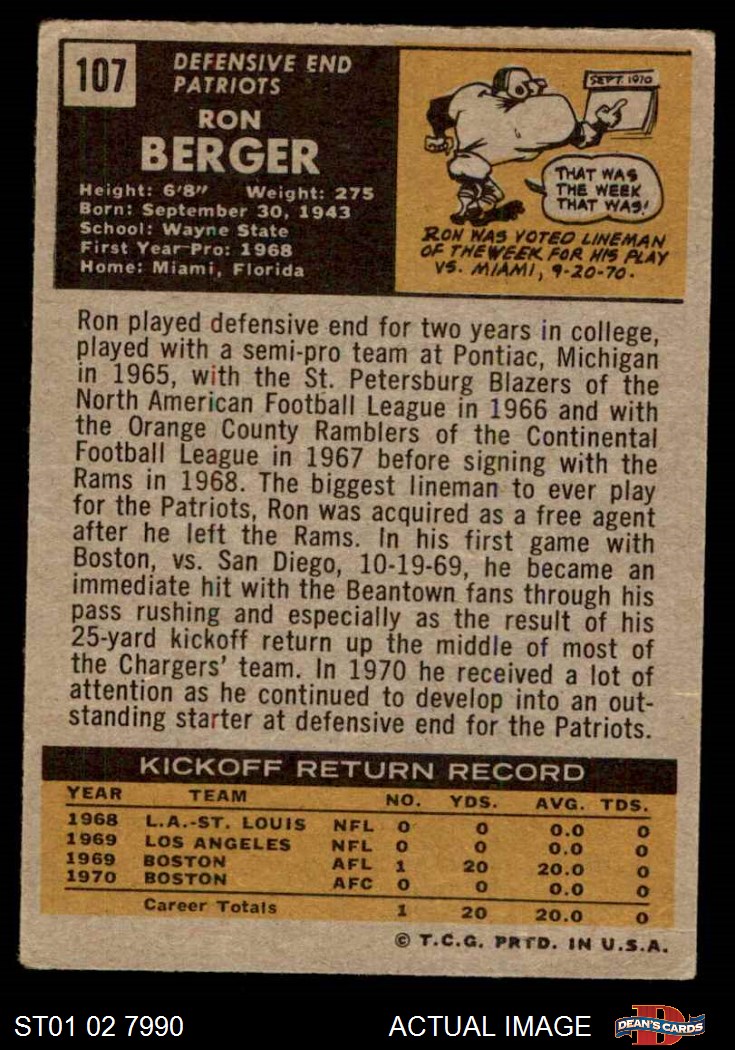 107
DEFENSIVE END
PATRIOTS
RON
BERGER
Height: 6'8" Weight: 275
Born: September 30, 1943
School: Wayne State
First Year Pro: 1968
Home: Miami, Florida
SEPT. 1970
THAT WAS
THE WEEK
THAT WAS!
RON WAS VOTED LINEMAN
OF THE WEEK FOR HIS PLAY
VS. MIAMI, 9-20-70.
Ron played defensive end for two years in college,
played with a semi-pro team at Pontiac, Michigan
in 1965, with the St. Petersburg Blazers of the
North American Football League in 1966 and with
the Orange County Ramblers of the Continental
Football League in 1967 before signing with the
Rams in 1968. The biggest lineman to ever play
for the Patriots, Ron was acquired as a free agent
after he left the Rams. In his first game with
Boston, vs. San Diego, 10-19-69, he became an
immediate hit with the Beantown fans through his
pass rushing and especially as the result of his
25-yard kickoff return up the middle of most of
the Chargers' team. In 1970 he received a lot of
attention as he continued to develop into an out-
standing starter at defensive end for the Patriots.
KICKOFF RETURN RECORD
YEAR TEAM NO. YDS. AVG. TDS.
1968 L.A.-ST. LOUIS NFL 0 0 0.0 0
1969 LOS ANGELES NFL 0 0 0.0 0
1969 BOSTON AFL 1 20 20.0 0
1970 BOSTON AFC 0 0 0.0 0
Career Totals 1 20 20.0 0
© T.C.G. PRTD. IN U.S.A.
ST01 02 7990 ACTUAL IMAGE
D
DEAN'S CARDS